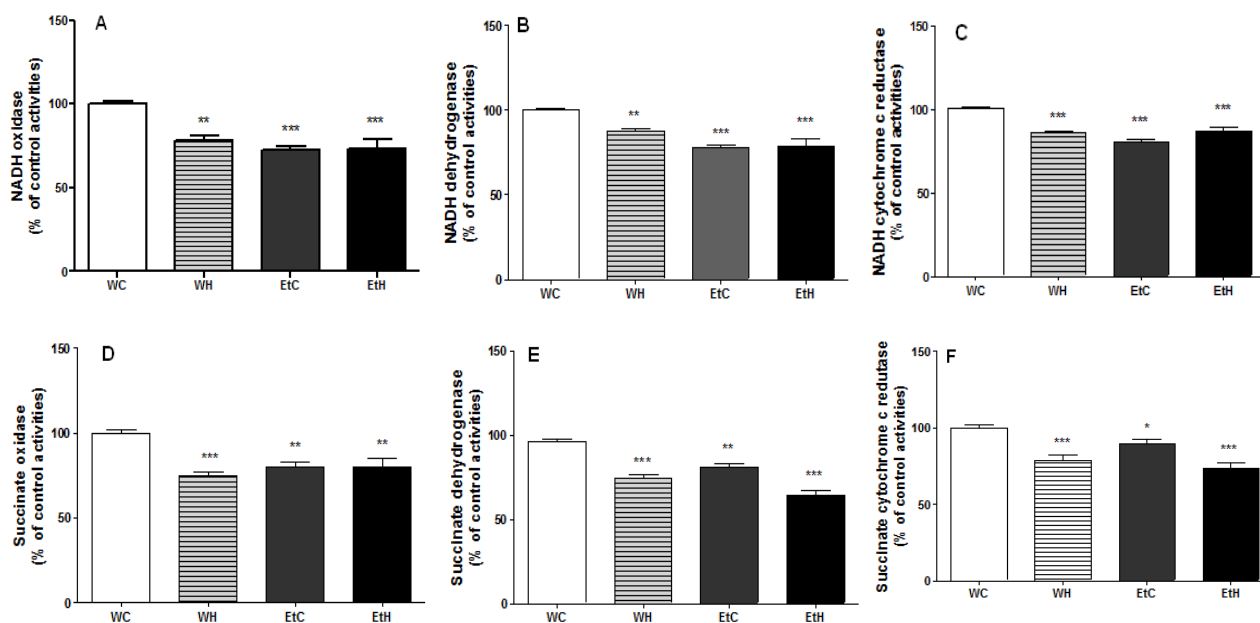 A
NADH oxidase
(% of control activities)
150
100
50
0
**
***
***
WC WH EtC EtH
B
NADH dehydrogenase
(% of control activities)
150
100
50
0
**
***
***
WC WH EtC EtH
C
NADH cytochrome c reductase
(% of control activities)
150
100
50
0
***
***
***
WC WH EtC EtH
D
Succinate oxidase
(% of control activities)
150
100
50
0
***
**
**
WC WH EtC EtH
E
Succinate dehydrogenase
(% of control activities)
150
100
50
0
***
**
***
WC WH EtC EtH
F
Succinate cytochrome c redutase
(% of control activities)
150
100
50
0
***
*
***
WC WH EtC EtH